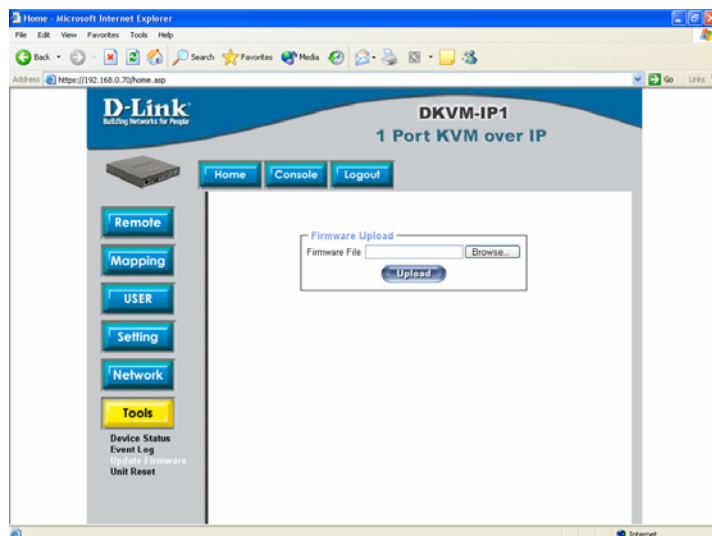 Home - Microsoft Internet Explorer
File Edit View Favorites Tools Help
Back Search Favorites Media
Address https://192.168.0.70/home.asp Go Links
D-Link
Building Networks for People
DKVM-IP1
1 Port KVM over IP
Home Console Logout
Remote
Mapping
USER
Setting
Network
Tools
Device Status
Event Log
Update Firmware
Unit Reset
Firmware Upload
Firmware File Browse...
Upload
Internet